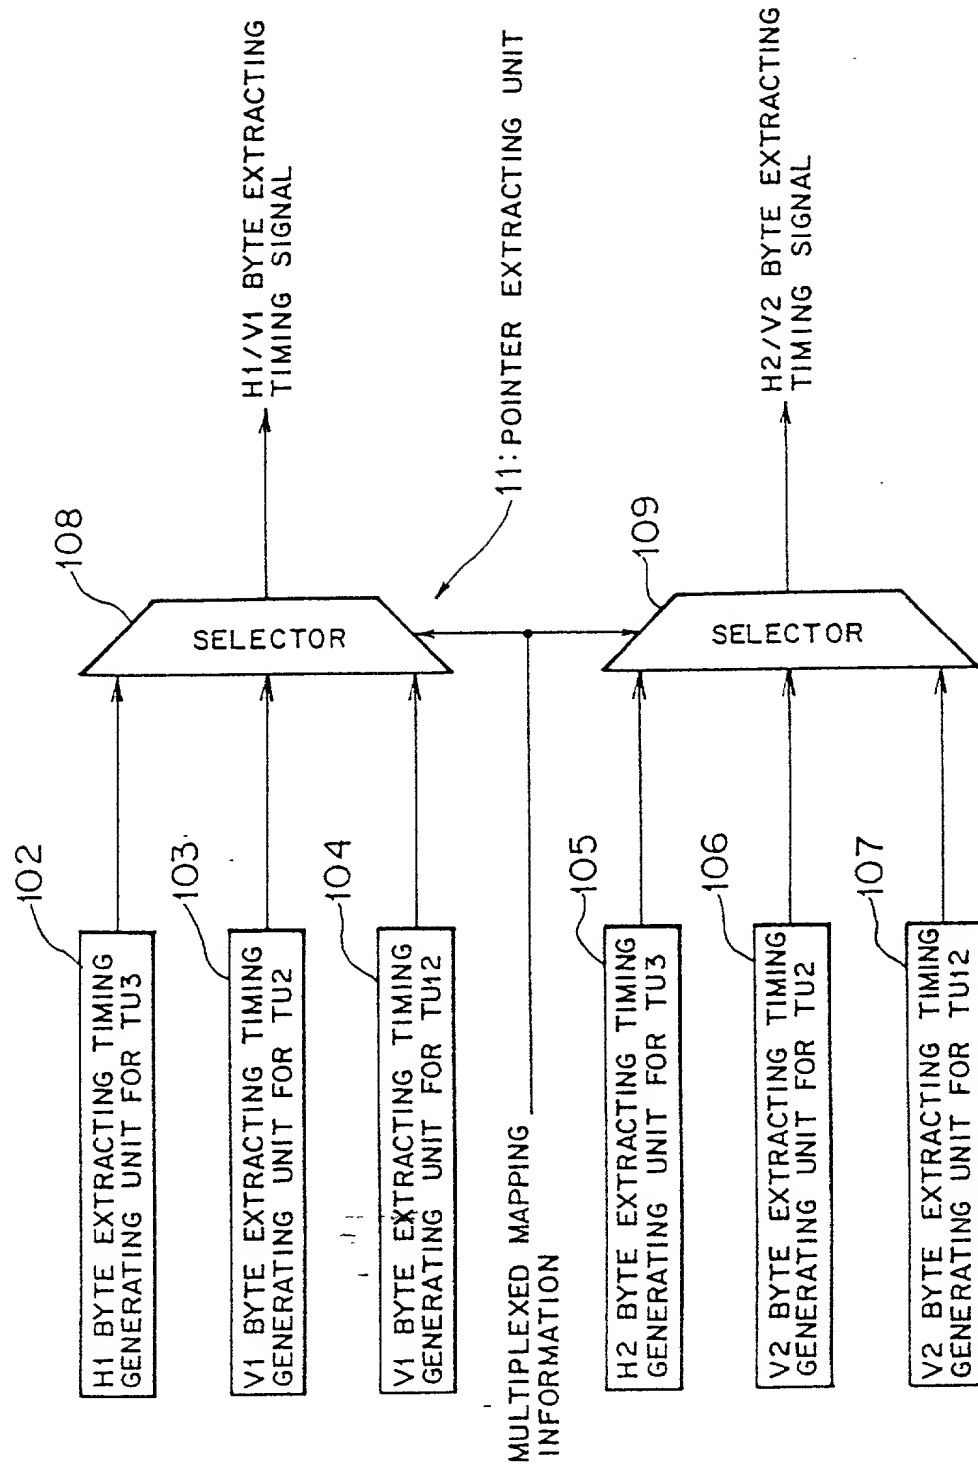 102
H1 BYTE EXTRACTING TIMING
GENERATING UNIT FOR TU3
103
V1 BYTE EXTRACTING TIMING
GENERATING UNIT FOR TU2
104
V1 BYTE EXTRACTING TIMING
GENERATING UNIT FOR TU12
108
SELECTOR
H1/V1 BYTE EXTRACTING
TIMING SIGNAL
11:POINTER EXTRACTING UNIT
MULTIPLEXED MAPPING
INFORMATION
105
H2 BYTE EXTRACTING TIMING
GENERATING UNIT FOR TU3
106
V2 BYTE EXTRACTING TIMING
GENERATING UNIT FOR TU2
107
V2 BYTE EXTRACTING TIMING
GENERATING UNIT FOR TU12
109
SELECTOR
H2/V2 BYTE EXTRACTING
TIMING SIGNAL